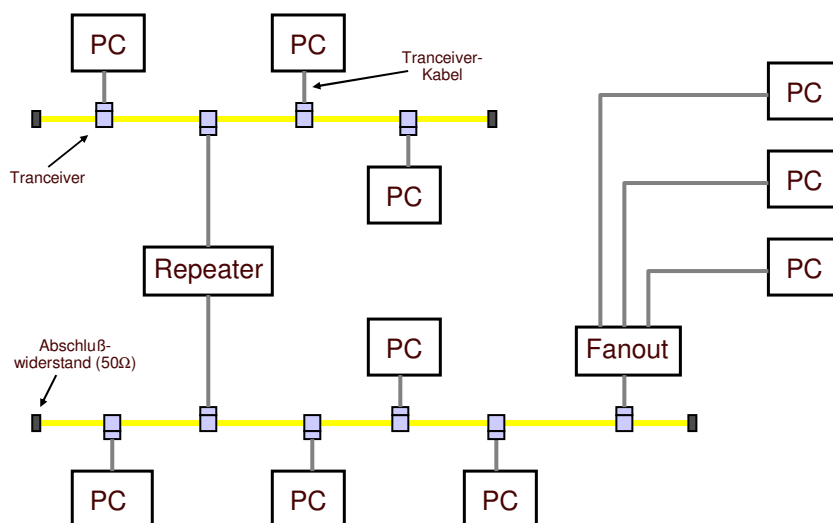 PC
PC
Tranceiver-
Kabel
PC
Tranceiver
PC
PC
Repeater
PC
Abschluß-
widerstand (50Ω)
PC
Fanout
PC
PC
PC